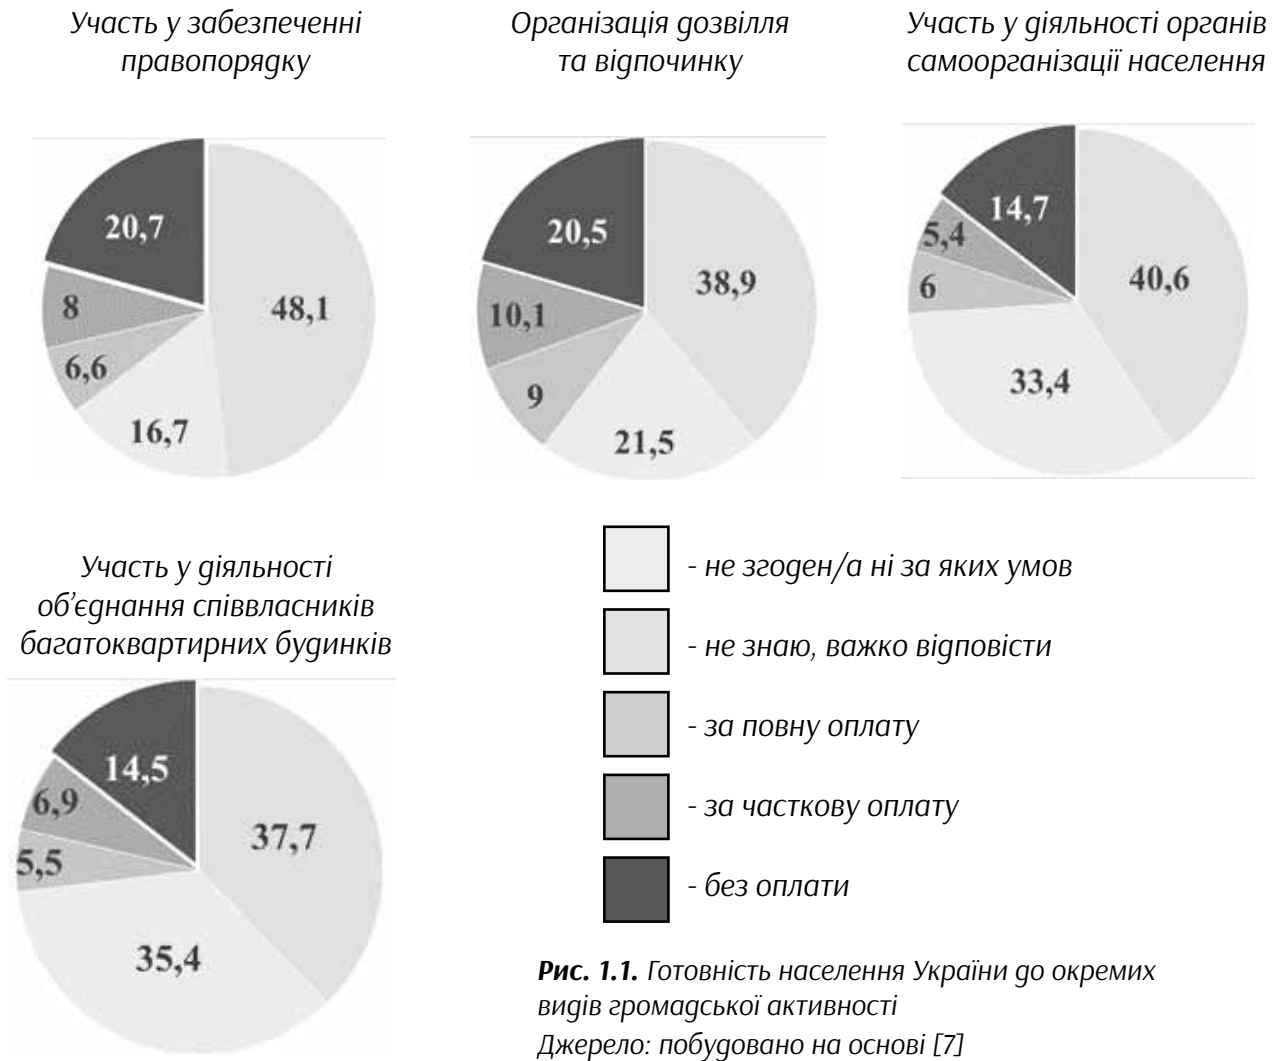 Участь у забезпеченні
правопорядку
20,7
48,1
8
6,6
16,7
Організація дозвілля
та відпочинку
20,5
38,9
10,1
9
21,5
Участь у діяльності органів
самоорганізації населення
14,7
5,4
40,6
6
33,4
Участь у діяльності
об’єднання співвласників
багатоквартирних будинків
14,5
6,9
37,7
5,5
35,4
- не згоден/а ні за яких умов
- не знаю, важко відповісти
- за повну оплату
- за часткову оплату
- без оплати
Рис. 1.1. Готовність населення України до окремих
видів громадської активності
Джерело: побудовано на основі [7]